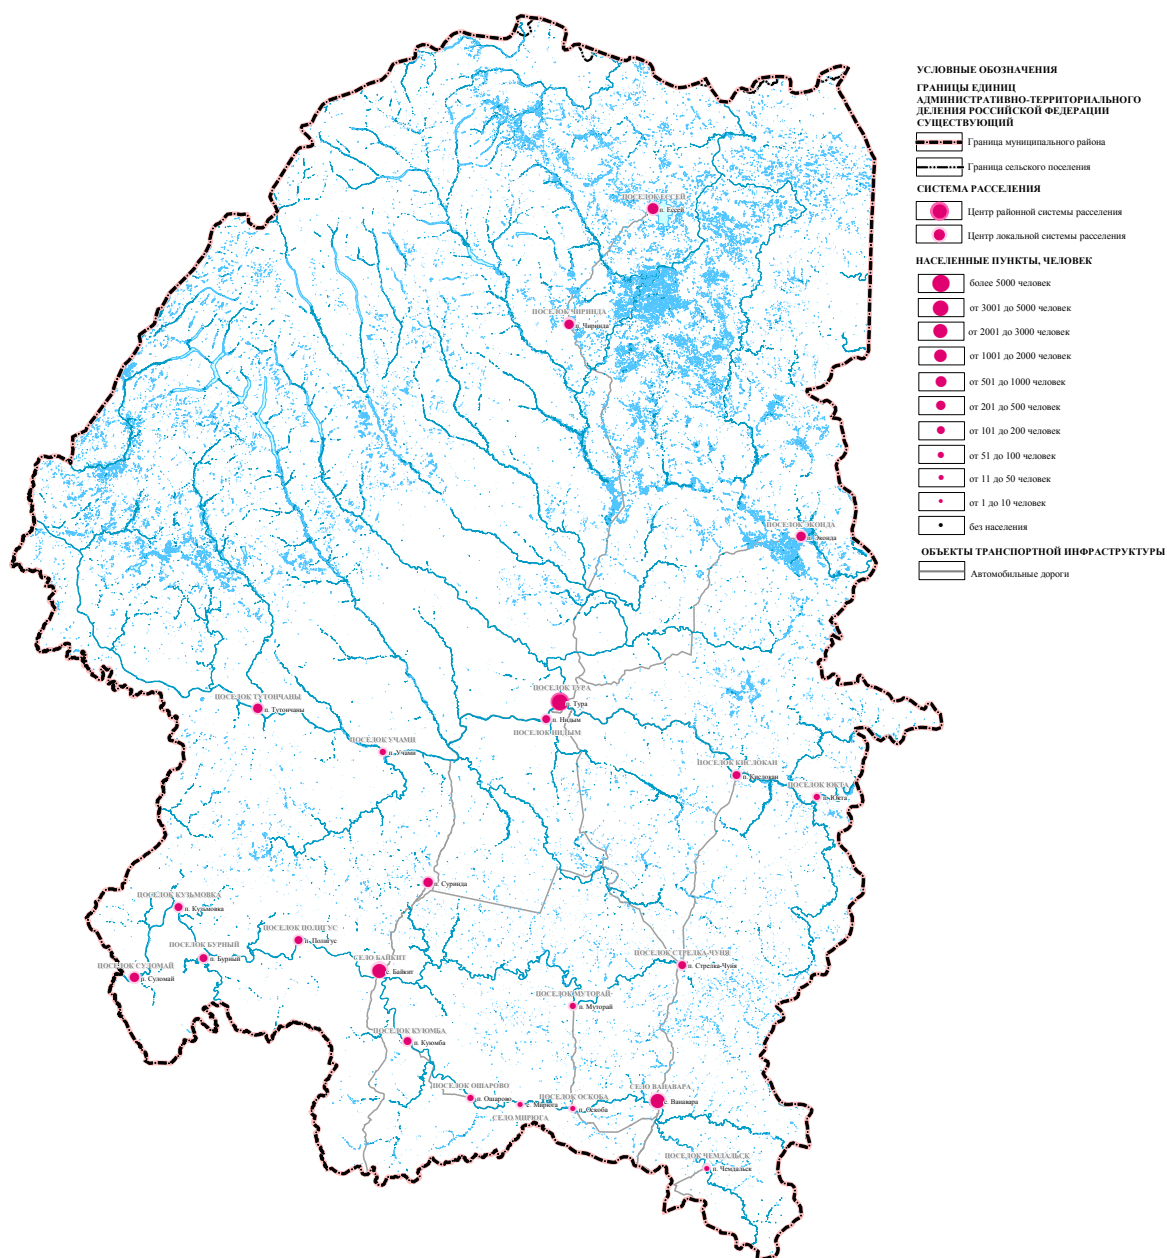 УСЛОВНЫЕ ОБОЗНАЧЕНИЯ
ГРАНИЦЫ ЕДИНИЦ
АДМИНИСТРАТИВНО-ТЕРРИТОРИАЛЬНОГО
ДЕЛЕНИЯ РОССИЙСКОЙ ФЕДЕРАЦИИ
СУЩЕСТВУЮЩИЙ
Граница муниципального района
Граница сельского поселения
СИСТЕМА РАССЕЛЕНИЯ
Центр районной системы расселения
Центр локальной системы расселения
НАСЕЛЕННЫЕ ПУНКТЫ, ЧЕЛОВЕК
более 5000 человек
от 3001 до 5000 человек
от 2001 до 3000 человек
от 1001 до 2000 человек
от 501 до 1000 человек
от 201 до 500 человек
от 101 до 200 человек
от 51 до 100 человек
от 11 до 50 человек
от 1 до 10 человек
без населения
ОБЪЕКТЫ ТРАНСПОРТНОЙ ИНФРАСТРУКТУРЫ
Автомобильные дороги
ПОСЕЛОК ЕССЕЙ
п. Ессей
ПОСЕЛОК ЧИРИНДА
п. Чиринда
ПОСЕЛОК ЭКОНДА
п. Эконда
ПОСЕЛОК ТУРА
п. Тура
п. Нидым
ПОСЕЛОК НИДЫМ
ПОСЕЛОК ТУТОНЧАНЫ
п. Тутончаны
ПОСЕЛОК УЧАМИ
п. Учами
ПОСЕЛОК КИСЛОКАН
п. Кислокан
ПОСЕЛОК ЮКТА
п. Юкта
п. Суринда
ПОСЕЛОК КУЗЬМОВКА
п. Кузьмовка
ПОСЕЛОК ПОЛИГУС
п. Полигус
ПОСЕЛОК БУРНЫЙ
п. Бурный
ПОСЕЛОК СУЛОМАЙ
п. Суломай
СЕЛО БАЙКИТ
с. Байкит
ПОСЕЛОК СТРЕЛКА-ЧУНЯ
п. Стрелка-Чуня
ПОСЕЛОК МУТОРАЙ
п. Муторай
ПОСЕЛОК КУЮМБА
п. Куюмба
ПОСЕЛОК ОШАРОВО
п. Ошарово
с. Мирюга
СЕЛО МИРЮГА
ПОСЕЛОК ОСКОБА
п. Оскоба
СЕЛО ВАНАВАРА
с. Ванавара
ПОСЕЛОК ЧЕМДАЛЬСК
п. Чемдальск